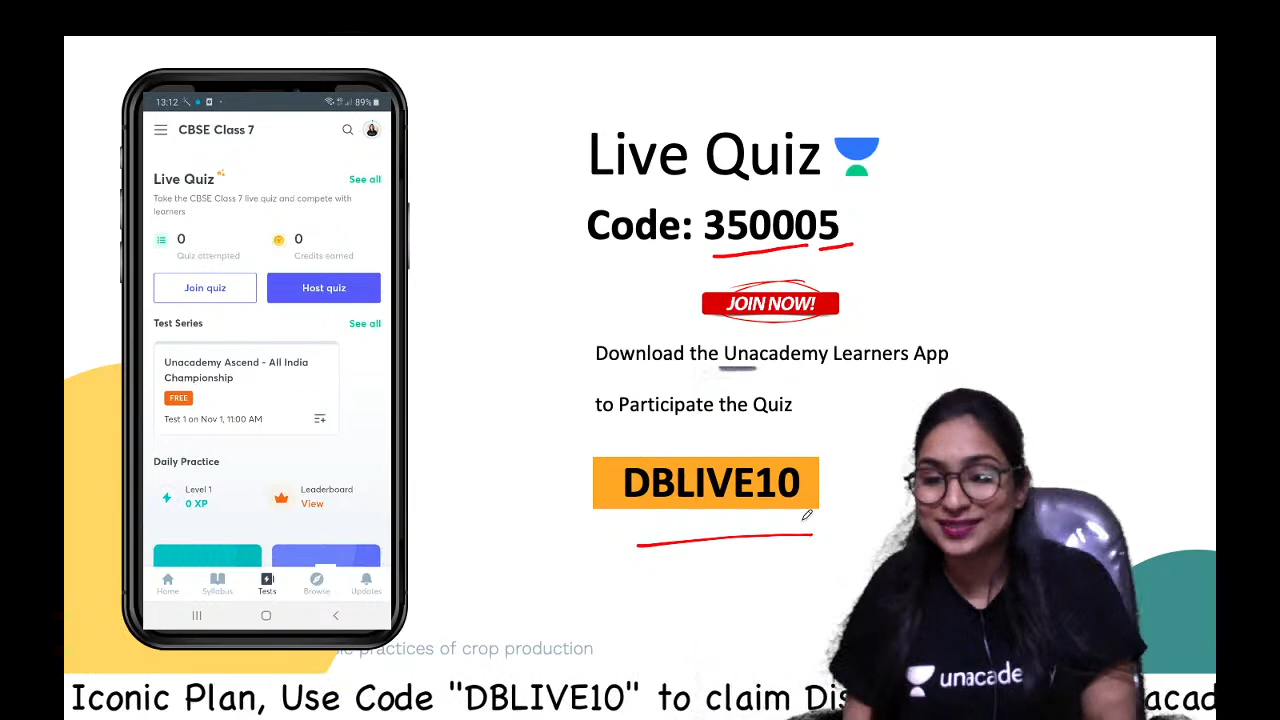 13:12 89%
CBSE Class 7
Live Quiz See all
Take the CBSE Class 7 live quiz and compete with
learners
0 0
Quiz attempted Credits earned
Join quiz Host quiz
Test Series See all
Unacademy Ascend - All India
Championship
FREE
Test 1 on Nov 1, 11:00 AM
Daily Practice
Level 1 Leaderboard
0 XP View
Home Syllabus Tests Browse Updates
Live Quiz
Code: 350005
JOIN NOW!
Download the Unacademy Learners App
to Participate the Quiz
DBLIVE10
unacade
practices of crop production
Iconic Plan, Use Code "DBLIVE10" to claim Dis acad